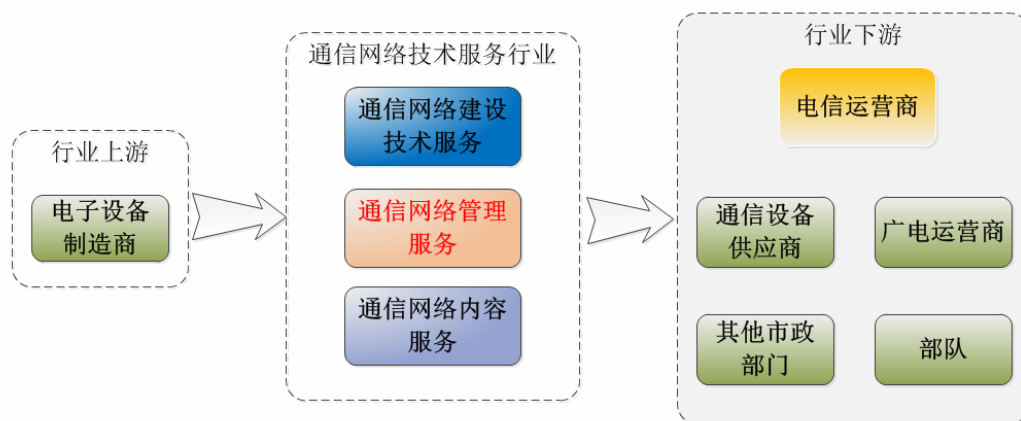 行业上游
电子设备
制造商
通信网络技术服务行业
通信网络建设
技术服务
通信网络管理
服务
通信网络内容
服务
行业下游
电信运营商
通信设备
供应商
广电运营商
其他市政
部门
部队